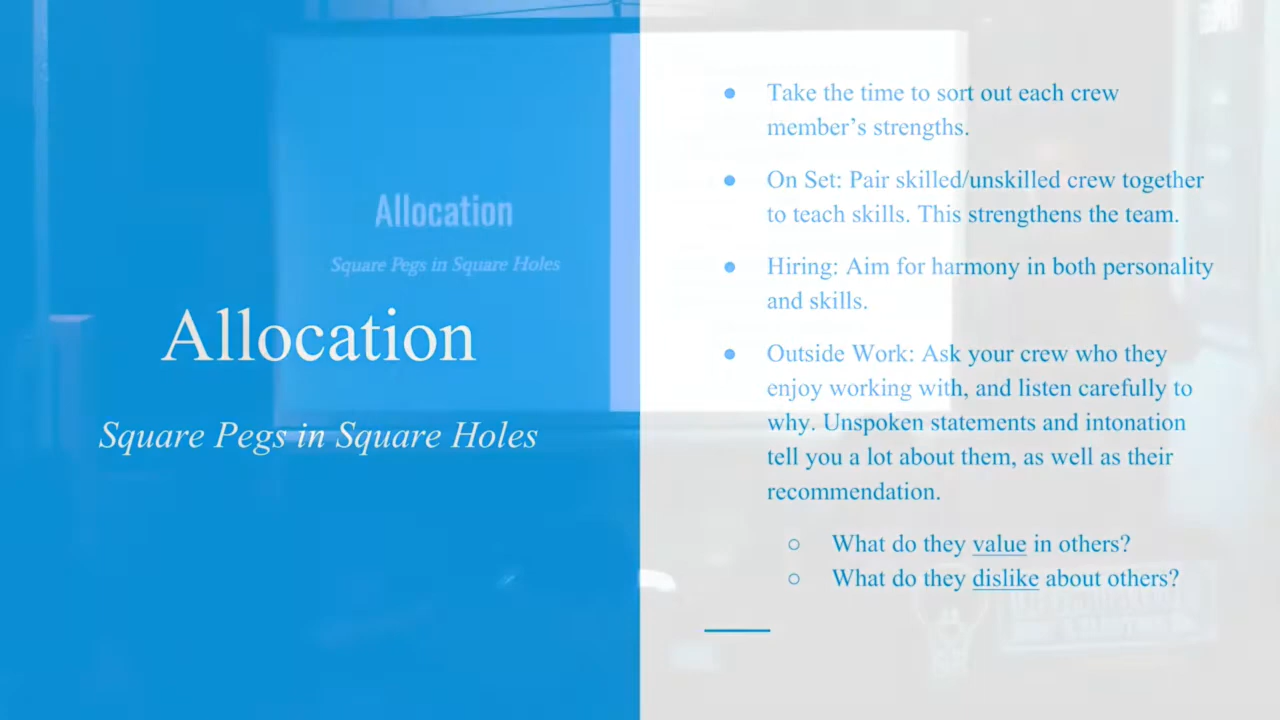 Allocation
Square Pegs in Square Holes
Allocation
Square Pegs in Square Holes
● Take the time to sort out each crew
member’s strengths.
● On Set: Pair skilled/unskilled crew together
to teach skills. This strengthens the team.
● Hiring: Aim for harmony in both personality
and skills.
● Outside Work: Ask your crew who they
enjoy working with, and listen carefully to
why. Unspoken statements and intonation
tell you a lot about them, as well as their
recommendation.
○ What do they value in others?
○ What do they dislike about others?